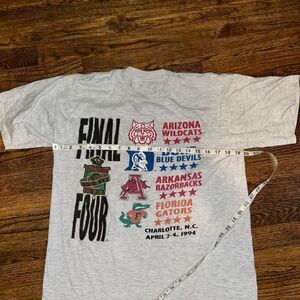 FINAL
FOUR
ARIZONA
WILDCATS
BLUE DEVILS
A
ARKANSAS
RAZORBACKS
FLORIDA
GATORS
CHARLOTTE, N.C.
APRIL 2-4, 1994